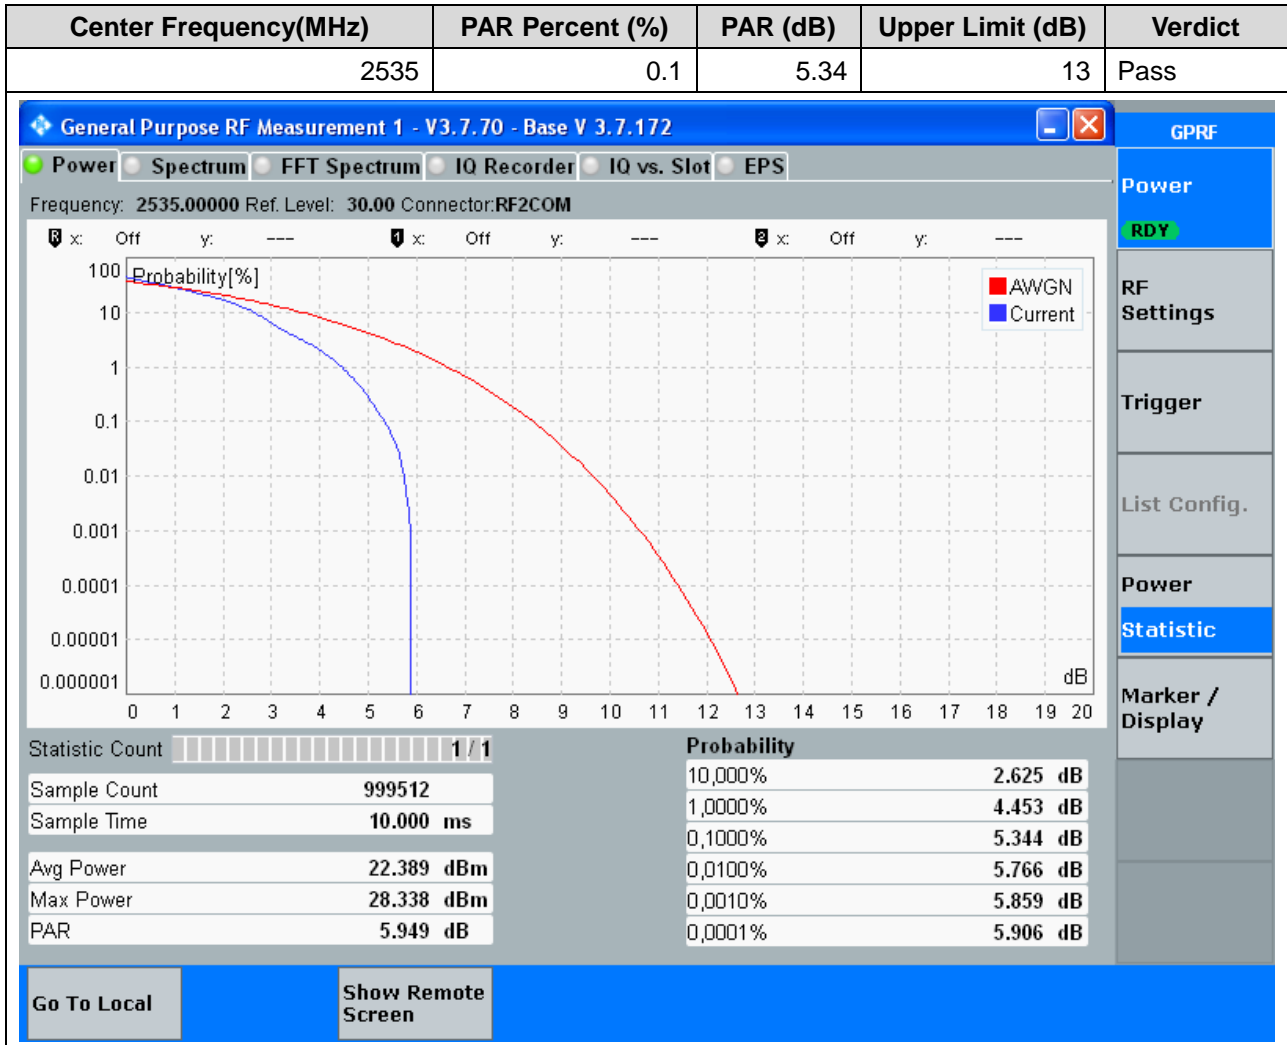 Center Frequency(MHz) PAR Percent (%) PAR (dB) Upper Limit (dB) Verdict
2535 0.1 5.34 13 Pass
General Purpose RF Measurement 1 - V3.7.70 - Base V 3.7.172
GPRF
Power Spectrum FFT Spectrum IQ Recorder IQ vs. Slot EPS
Frequency: 2535.00000 Ref. Level: 30.00 Connector:RF2COM
R x: Off y: --- 1 x: Off y: --- 2 x: Off y: ---
Probability[%]
AWGN
Current
100
10
1
0.1
0.01
0.001
0.0001
0.00001
0.000001
dB
0 1 2 3 4 5 6 7 8 9 10 11 12 13 14 15 16 17 18 19 20
Statistic Count 1 / 1
Sample Count 999512
Sample Time 10.000 ms
Avg Power 22.389 dBm
Max Power 28.338 dBm
PAR 5.949 dB
Probability
10,000% 2.625 dB
1,0000% 4.453 dB
0,1000% 5.344 dB
0,0100% 5.766 dB
0,0010% 5.859 dB
0,0001% 5.906 dB
Power
RDY
RF
Settings
Trigger
List Config.
Power
Statistic
Marker /
Display
Go To Local
Show Remote
Screen